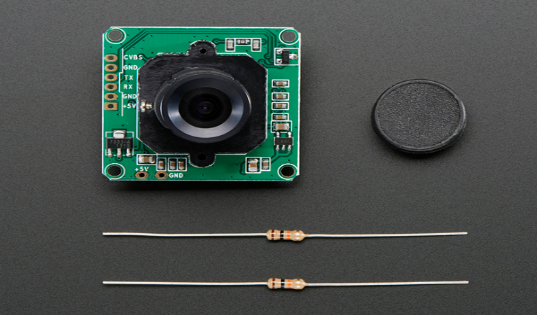 CVBS
GND
TX
RX
GND
+5V
+5V GND